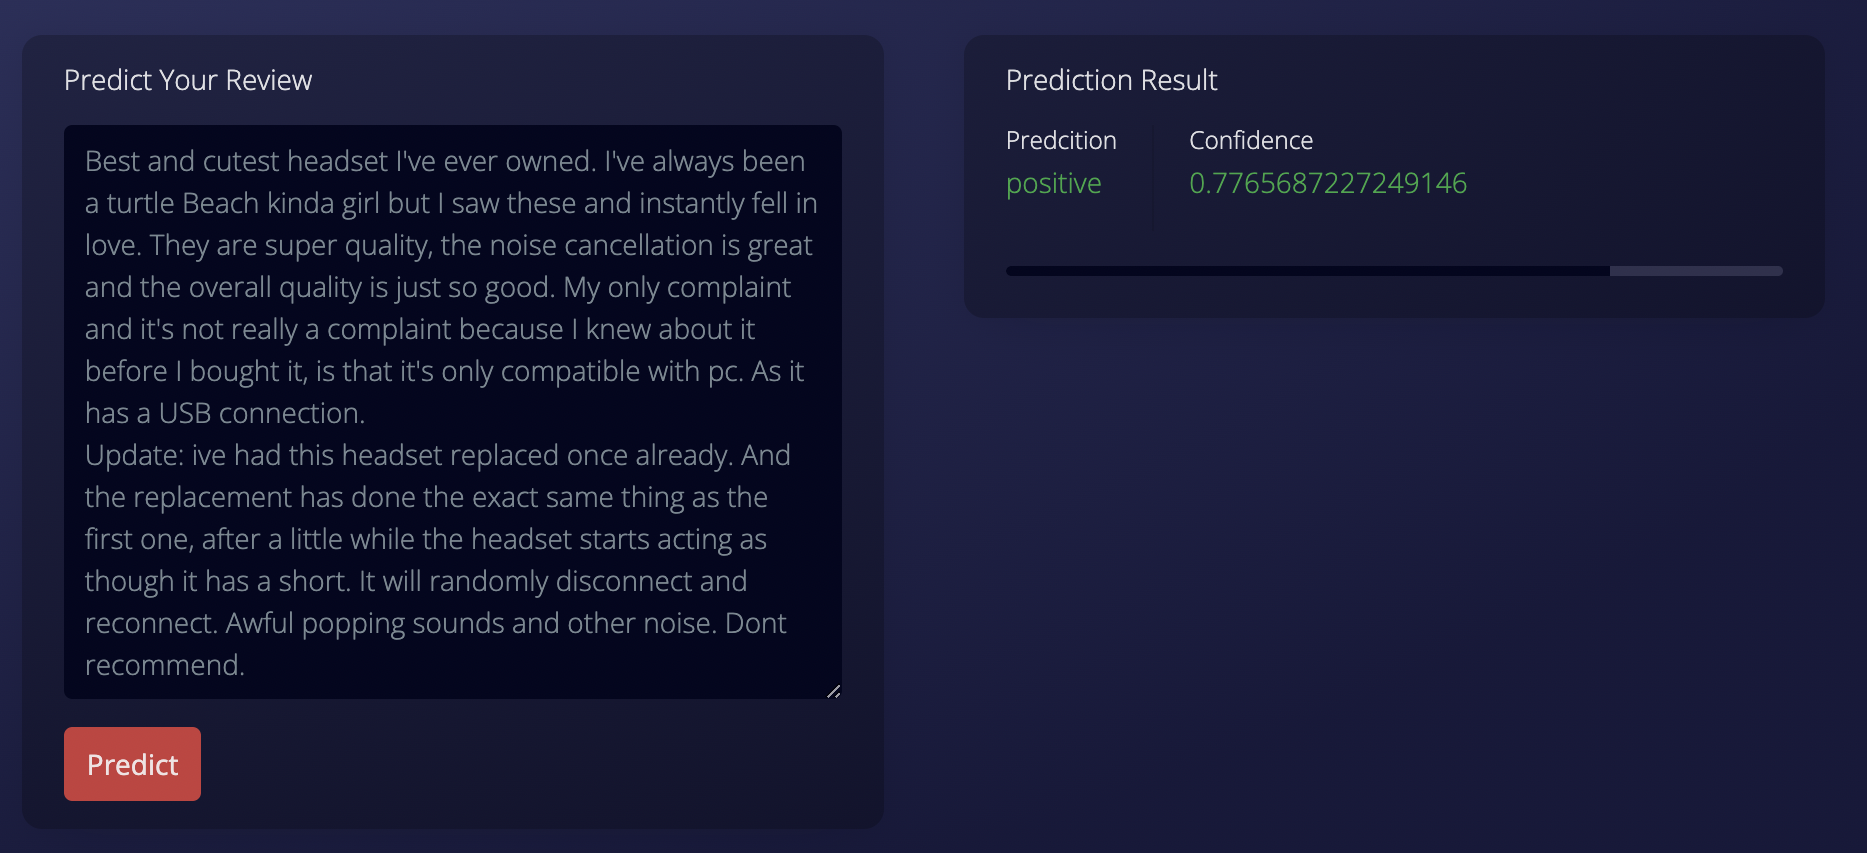 Predict Your Review
Best and cutest headset I've ever owned. I've always been
a turtle Beach kinda girl but I saw these and instantly fell in
love. They are super quality, the noise cancellation is great
and the overall quality is just so good. My only complaint
and it's not really a complaint because I knew about it
before I bought it, is that it's only compatible with pc. As it
has a USB connection.
Update: ive had this headset replaced once already. And
the replacement has done the exact same thing as the
first one, after a little while the headset starts acting as
though it has a short. It will randomly disconnect and
reconnect. Awful popping sounds and other noise. Dont
recommend.
Predict
Prediction Result
Predcition
Confidence
positive
0.7765687227249146